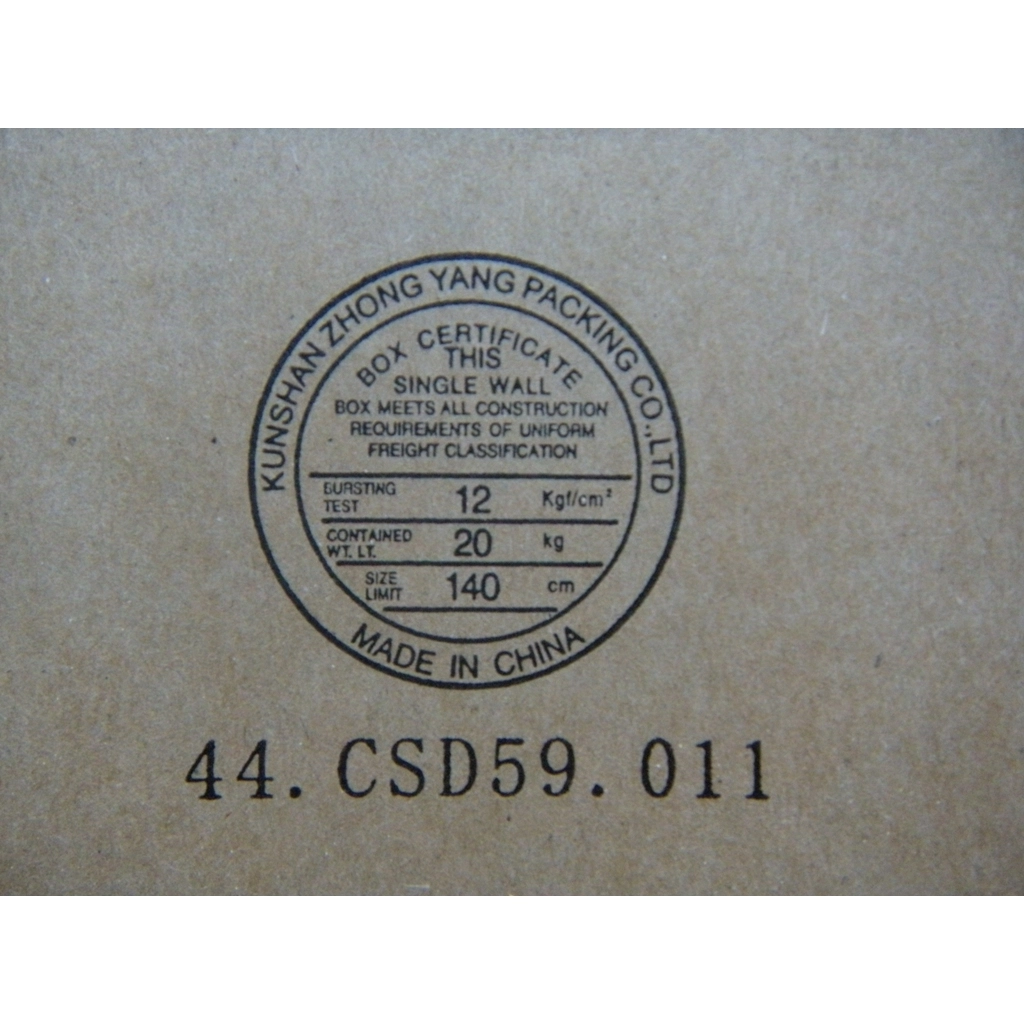 KUNSHAN ZHONG YANG PACKING CO.,LTD
BOX CERTIFICATE
THIS
SINGLE WALL
BOX MEETS ALL CONSTRUCTION
REQUIREMENTS OF UNIFORM
FREIGHT CLASSIFICATION
BURSTING TEST 12 Kgf/cm²
CONTAINED WT. LT. 20 kg
SIZE LIMIT 140 cm
MADE IN CHINA
44.CSD59.011